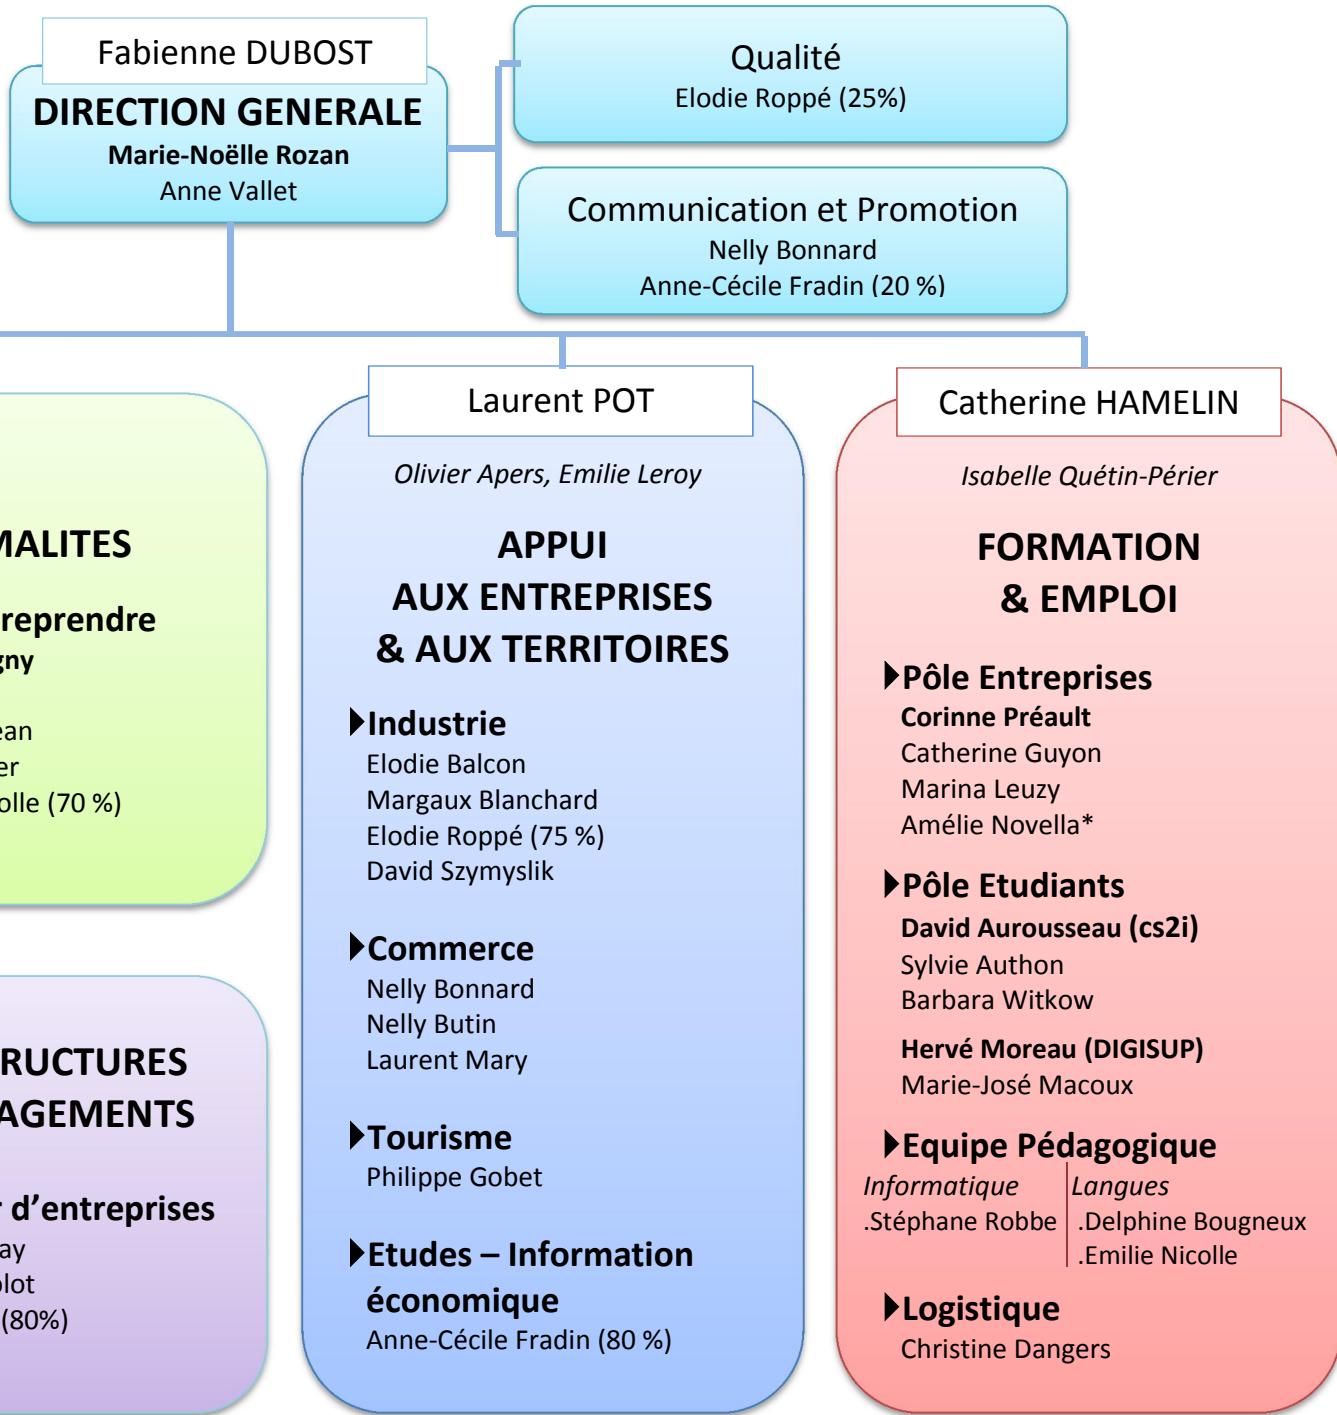 Fabienne DUBOST
DIRECTION GENERALE
Marie-Noëlle Rozan
Anne Vallet
Qualité
Elodie Roppé (25%)
Communication et Promotion
Nelly Bonnard
Anne-Cécile Fradin (20 %)
MALITES
reprendre
gny
ean
er
olle (70 %)
RUCTURES
AGEMENTS
r d’entreprises
ay
olot
(80%)
Laurent POT
Olivier Apers, Emilie Leroy
APPUI
AUX ENTREPRISES
& AUX TERRITOIRES
Industrie
Elodie Balcon
Margaux Blanchard
Elodie Roppé (75 %)
David Szymyslik
Commerce
Nelly Bonnard
Nelly Butin
Laurent Mary
Tourisme
Philippe Gobet
Etudes – Information
économique
Anne-Cécile Fradin (80 %)
Catherine HAMELIN
Isabelle Quétin-Périer
FORMATION
& EMPLOI
Pôle Entreprises
Corinne Préault
Catherine Guyon
Marina Leuzy
Amélie Novella*
Pôle Etudiants
David Aurousseau (cs2i)
Sylvie Authon
Barbara Witkow
Hervé Moreau (DIGISUP)
Marie-José Macoux
Equipe Pédagogique
Informatique
.Stéphane Robbe
Langues
.Delphine Bougneux
.Emilie Nicolle
Logistique
Christine Dangers